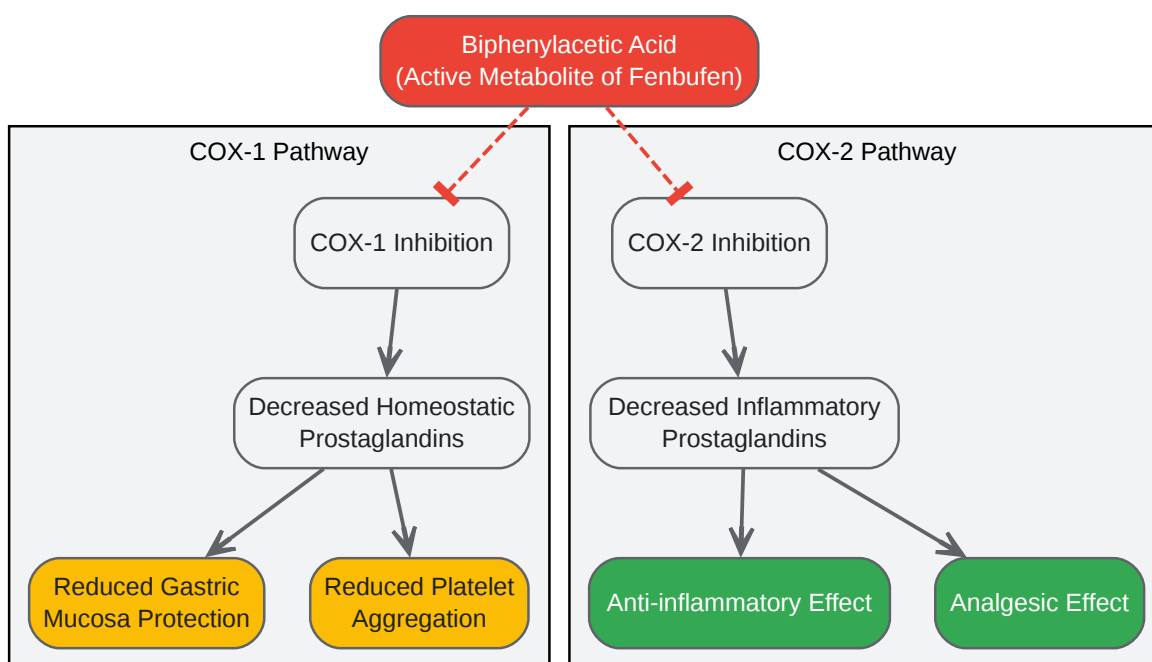 Biphenylacetic Acid
(Active Metabolite of Fenbufen)
COX-1 Pathway
COX-1 Inhibition
Decreased Homeostatic
Prostaglandins
Reduced Gastric
Mucosa Protection
Reduced Platelet
Aggregation
COX-2 Pathway
COX-2 Inhibition
Decreased Inflammatory
Prostaglandins
Anti-inflammatory Effect
Analgesic Effect